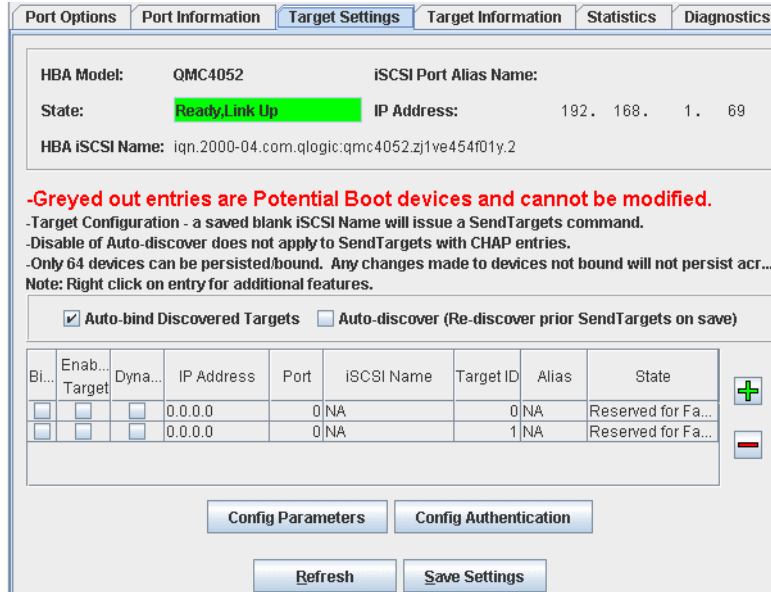 Port Options Port Information Target Settings Target Information Statistics Diagnostics
HBA Model: QMC4052 iSCSI Port Alias Name:
State: Ready,Link Up IP Address: 192. 168. 1. 69
HBA iSCSI Name: iqn.2000-04.com.qlogic:qmc4052.zj1ve454f01y.2
-Greyed out entries are Potential Boot devices and cannot be modified.
-Target Configuration - a saved blank iSCSI Name will issue a SendTargets command.
-Disable of Auto-discover does not apply to SendTargets with CHAP entries.
-Only 64 devices can be persisted/bound. Any changes made to devices not bound will not persist acr...
Note: Right click on entry for additional features.
Auto-bind Discovered Targets Auto-discover (Re-discover prior SendTargets on save)
Bi... Enab... Target Dyna... IP Address Port iSCSI Name Target ID Alias State
0.0.0.0 0 NA 0 NA Reserved for Fa...
0.0.0.0 0 NA 1 NA Reserved for Fa...
Config Parameters Config Authentication
Refresh Save Settings